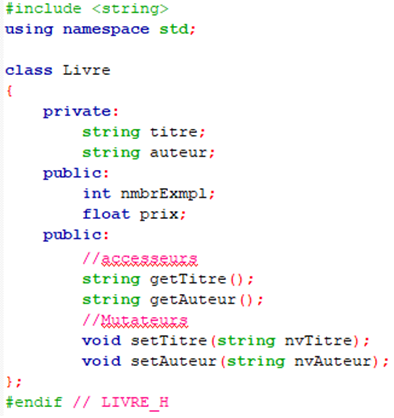 #include <string>
using namespace std;
class Livre
{
private:
string titre;
string auteur;
public:
int nmbrExmpl;
float prix;
public:
//accesseurs
string getTitre();
string getAuteur();
//Mutateurs
void setTitre(string nvTitre);
void setAuteur(string nvAuteur);
};
#endif // LIVRE_H